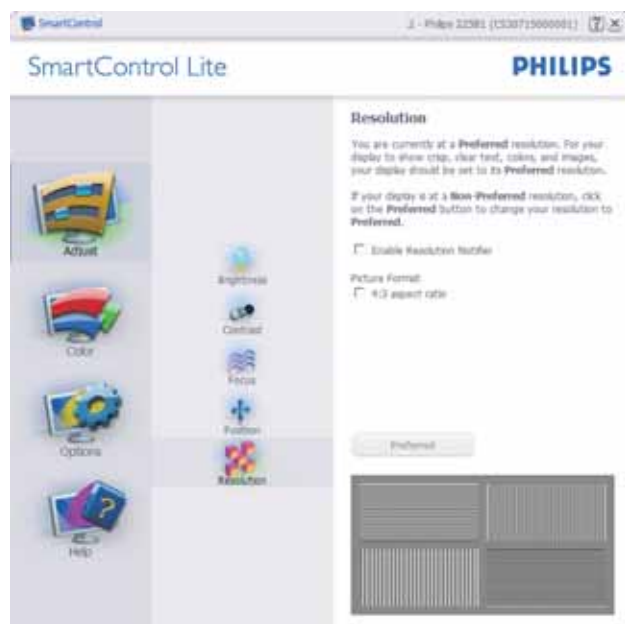 SmartControl
SmartControl Lite
PHILIPS
Adjust
Color
Options
Help
Brightness
Contrast
Focus
Position
Resolution
Resolution
You are currently at a Preferred resolution. For your
display to show crisp, clear text, colors, and images,
your display should be set to its Preferred resolution.
If your display is at a Non-Preferred resolution, click
on the Preferred button to change your resolution to
Preferred.
Enable Resolution Notifier
Picture Format
4:3 aspect ratio
Preferred